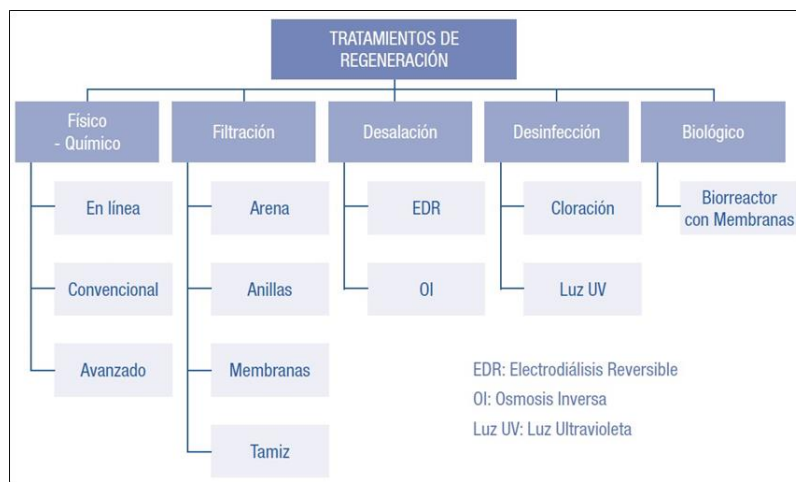 TRATAMIENTOS DE
REGENERACIÓN
Físico
- Químico
Filtración
Desalación
Desinfección
Biológico
En línea
Arena
EDR
Cloración
Biorreactor
con Membranas
Convencional
Anillas
OI
Luz UV
Avanzado
Membranas
Tamiz
EDR: Electrodiálisis Reversible
OI: Osmosis Inversa
Luz UV: Luz Ultravioleta